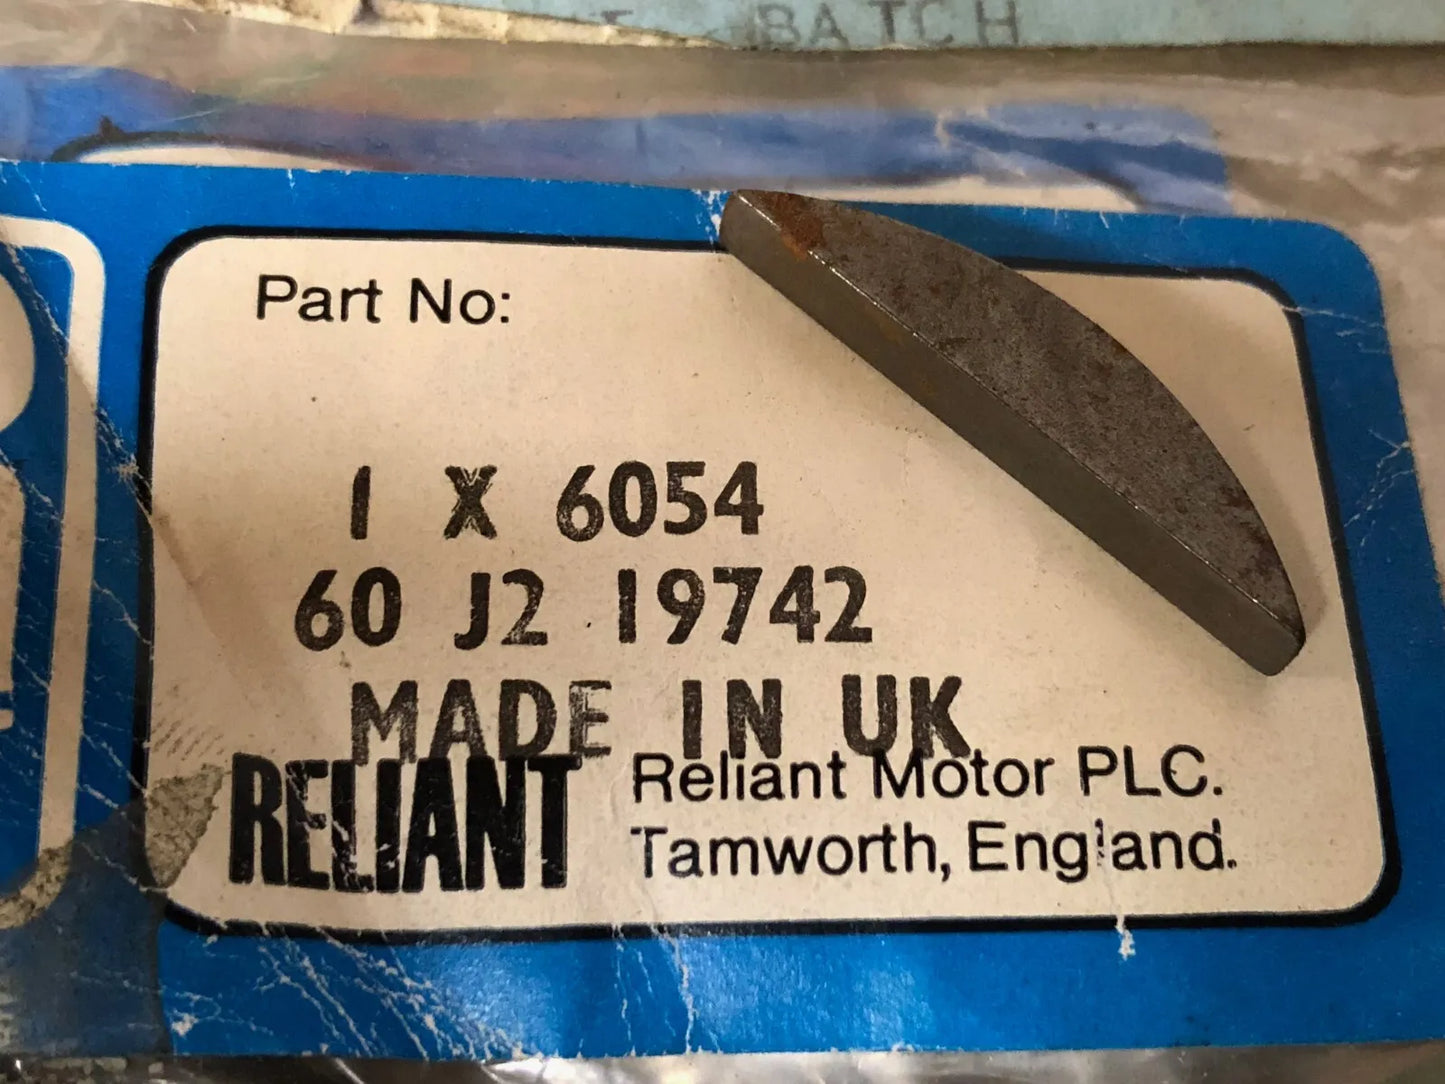 BATCH
Part No:
1 X 6054
60 J2 19742
MADE IN UK
RELIANT Reliant Motor PLC.
Tamworth, England.